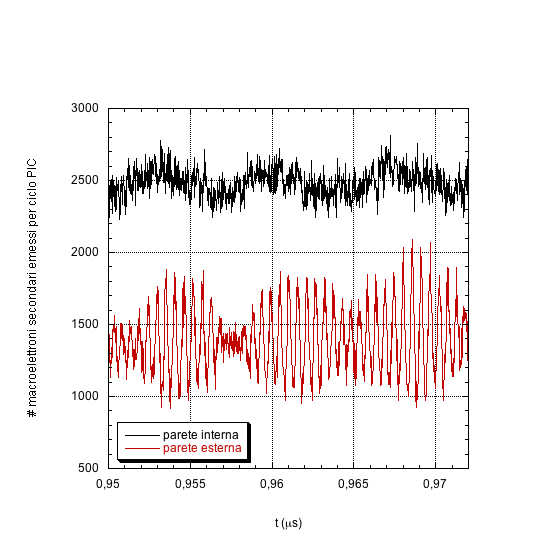 # macroelettroni secondari emessi per ciclo PIC
3000
2500
2000
1500
1000
500
parete interna
parete esterna
0,95
0,955
0,96
0,965
0,97
t (μs)